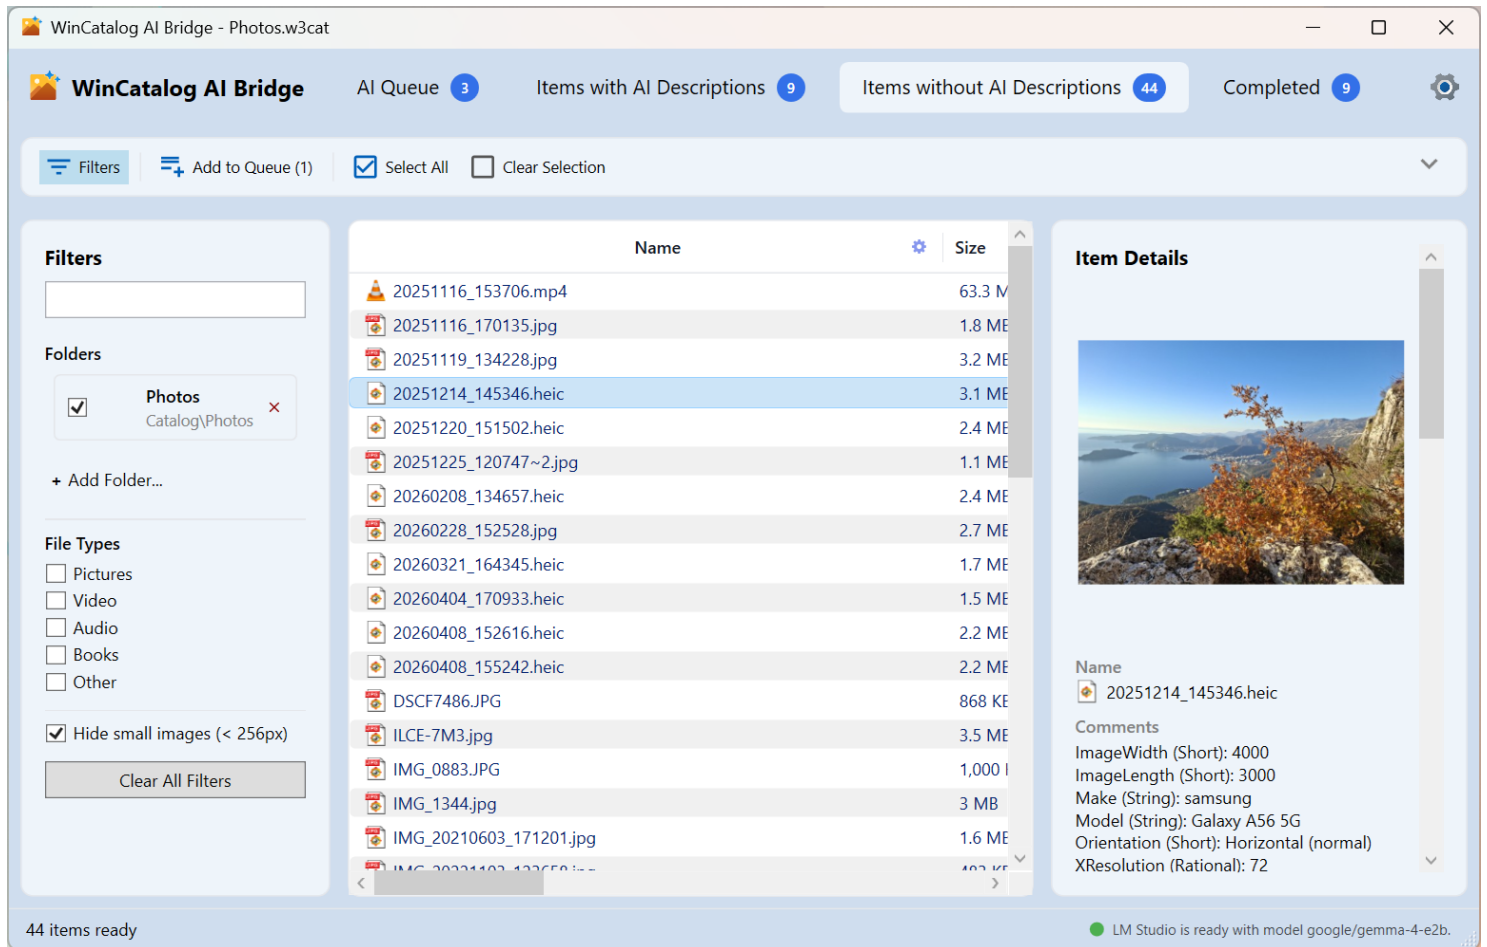 WinCatalog AI Bridge - Photos.w3cat
WinCatalog AI Bridge
AI Queue 3
Items with AI Descriptions 9
Items without AI Descriptions 44
Completed 9
Filters
Add to Queue (1)
Select All
Clear Selection
Filters
Folders
Photos
Catalog\Photos
+ Add Folder...
File Types
Pictures
Video
Audio
Books
Other
Hide small images (< 256px)
Clear All Filters
Name Size
20251116_153706.mp4 63.3 M
20251116_170135.jpg 1.8 MB
20251119_134228.jpg 3.2 MB
20251214_145346.heic 3.1 MB
20251220_151502.heic 2.4 MB
20251225_120747~2.jpg 1.1 MB
20260208_134657.heic 2.4 MB
20260228_152528.jpg 2.7 MB
20260321_164345.heic 1.7 MB
20260404_170933.heic 1.5 MB
20260408_152616.heic 2.2 MB
20260408_155242.heic 2.2 MB
DSCF7486.JPG 868 KB
ILCE-7M3.jpg 3.5 MB
IMG_0883.JPG 1,000
IMG_1344.jpg 3 MB
IMG_20210603_171201.jpg 1.6 MB
Item Details
Name
20251214_145346.heic
Comments
ImageWidth (Short): 4000
ImageLength (Short): 3000
Make (String): samsung
Model (String): Galaxy A56 5G
Orientation (Short): Horizontal (normal)
XResolution (Rational): 72
44 items ready
LM Studio is ready with model google/gemma-4-e2b.